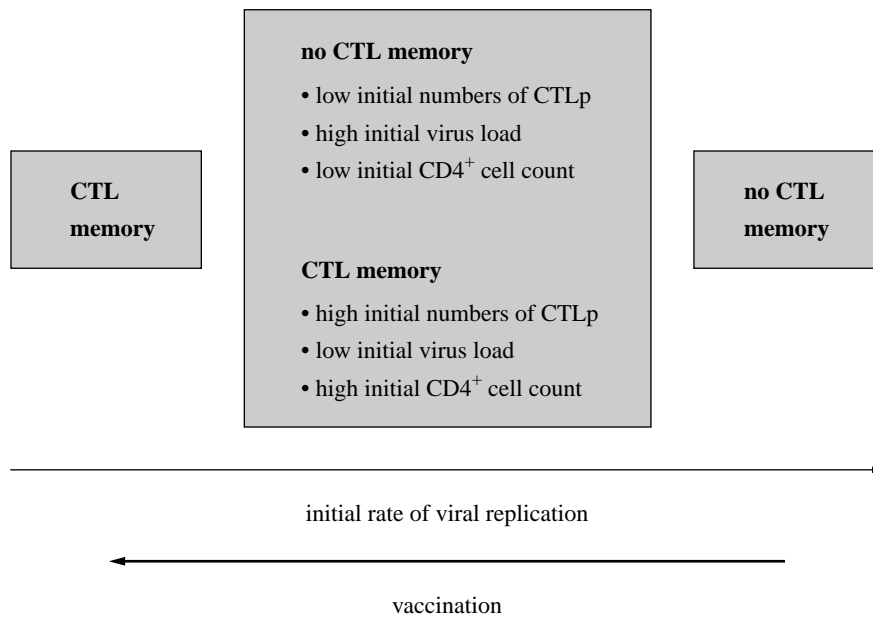 CTL
memory
no CTL memory
• low initial numbers of CTLp
• high initial virus load
• low initial CD4⁺ cell count
CTL memory
• high initial numbers of CTLp
• low initial virus load
• high initial CD4⁺ cell count
no CTL
memory
initial rate of viral replication
vaccination